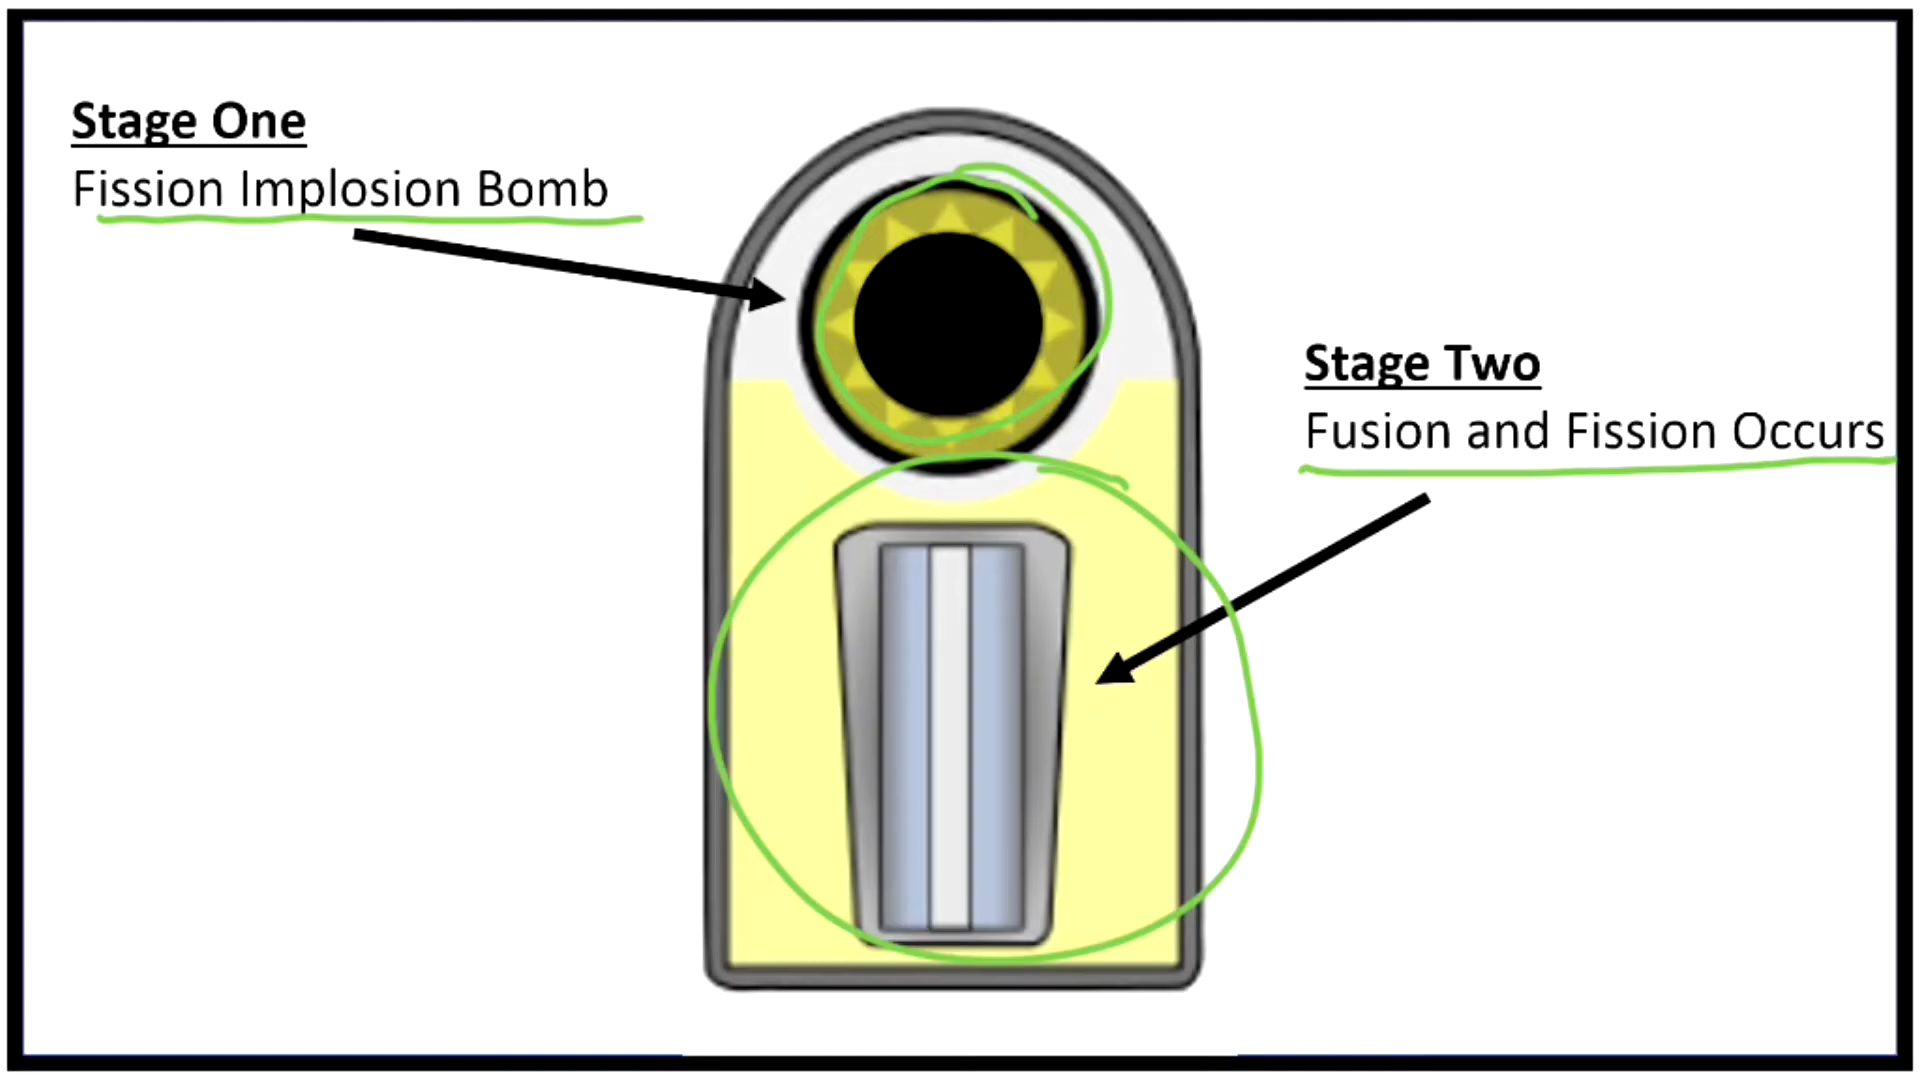 Stage One
Fission Implosion Bomb
Stage Two
Fusion and Fission Occurs